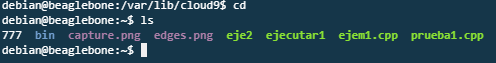 debian@beaglebone:/var/lib/cloud9$ cd
debian@beaglebone:~$ ls
777 bin capture.png edges.png eje2 ejecutar1 ejem1.cpp prueba1.cpp
debian@beaglebone:~$